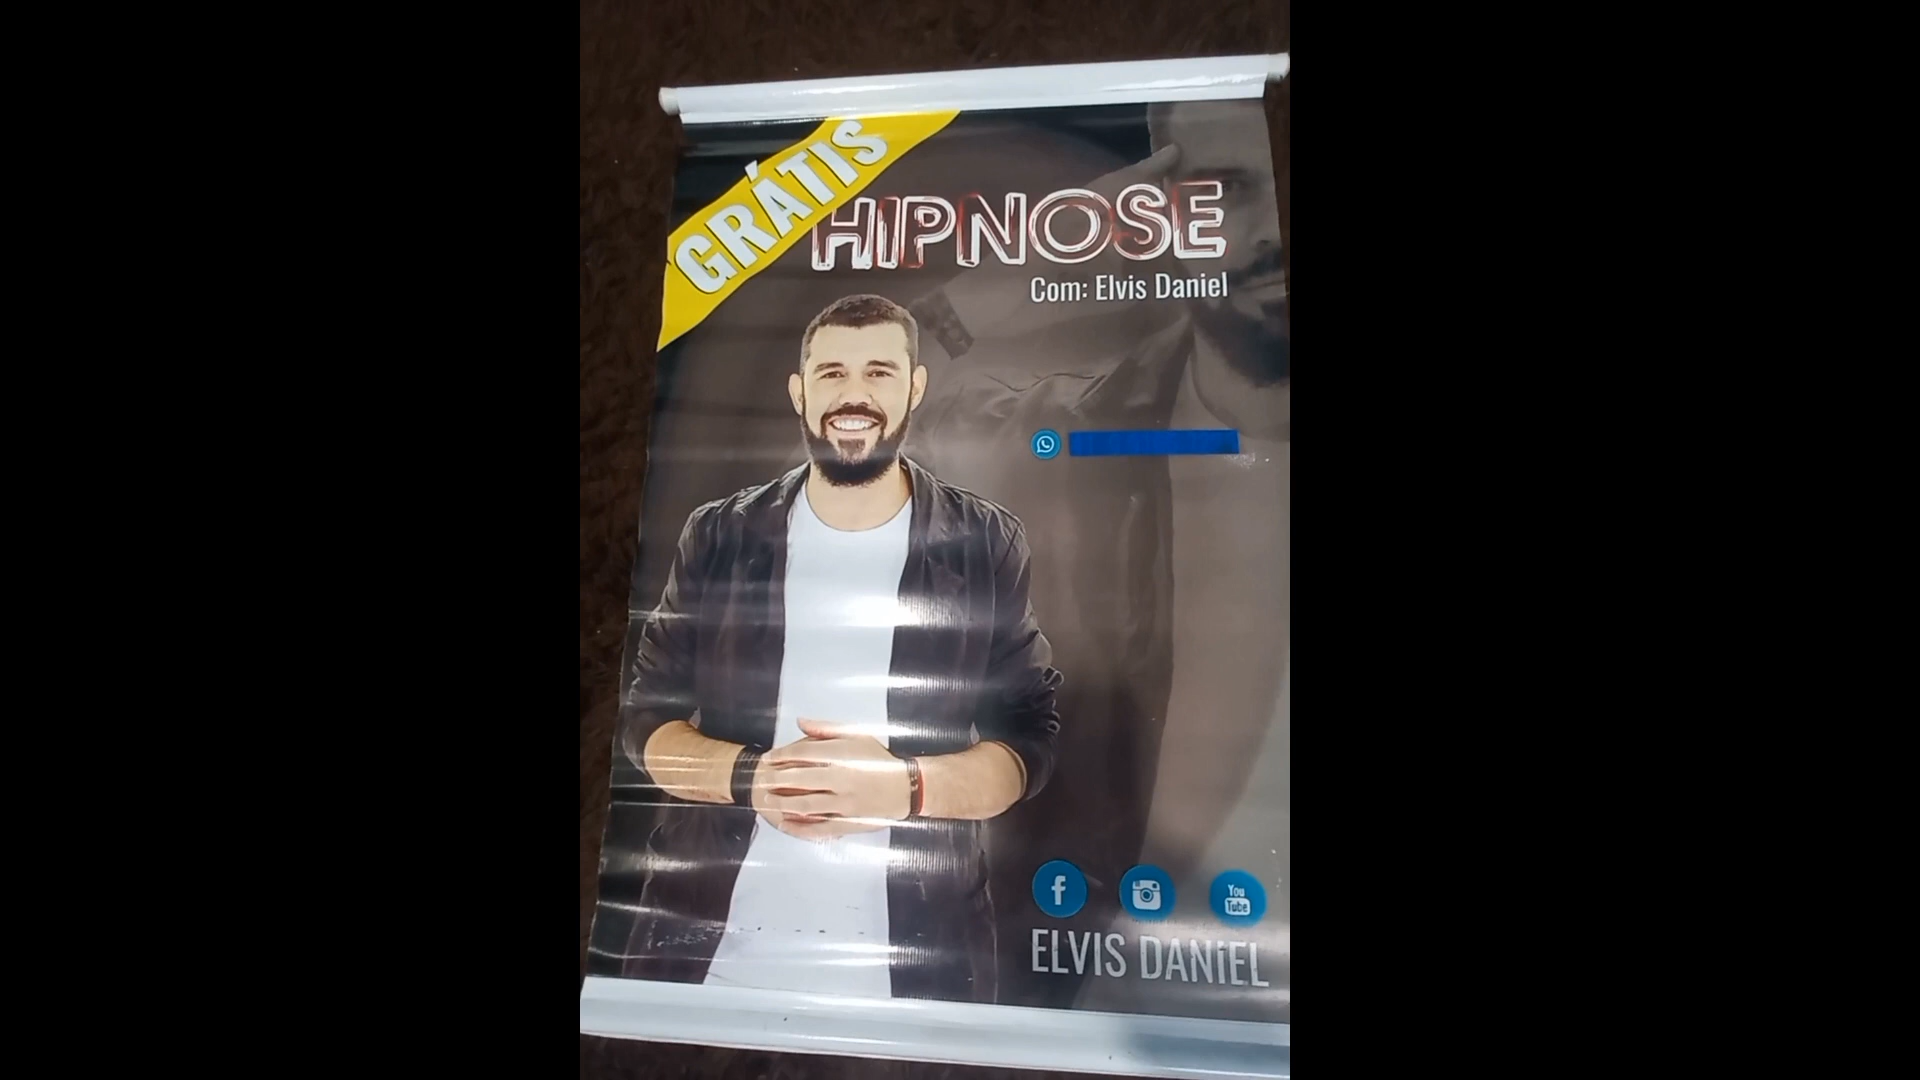 GRÁTIS
HIPNOSE
Com: Elvis Daniel
f
You
Tube
ELVIS DANIEL